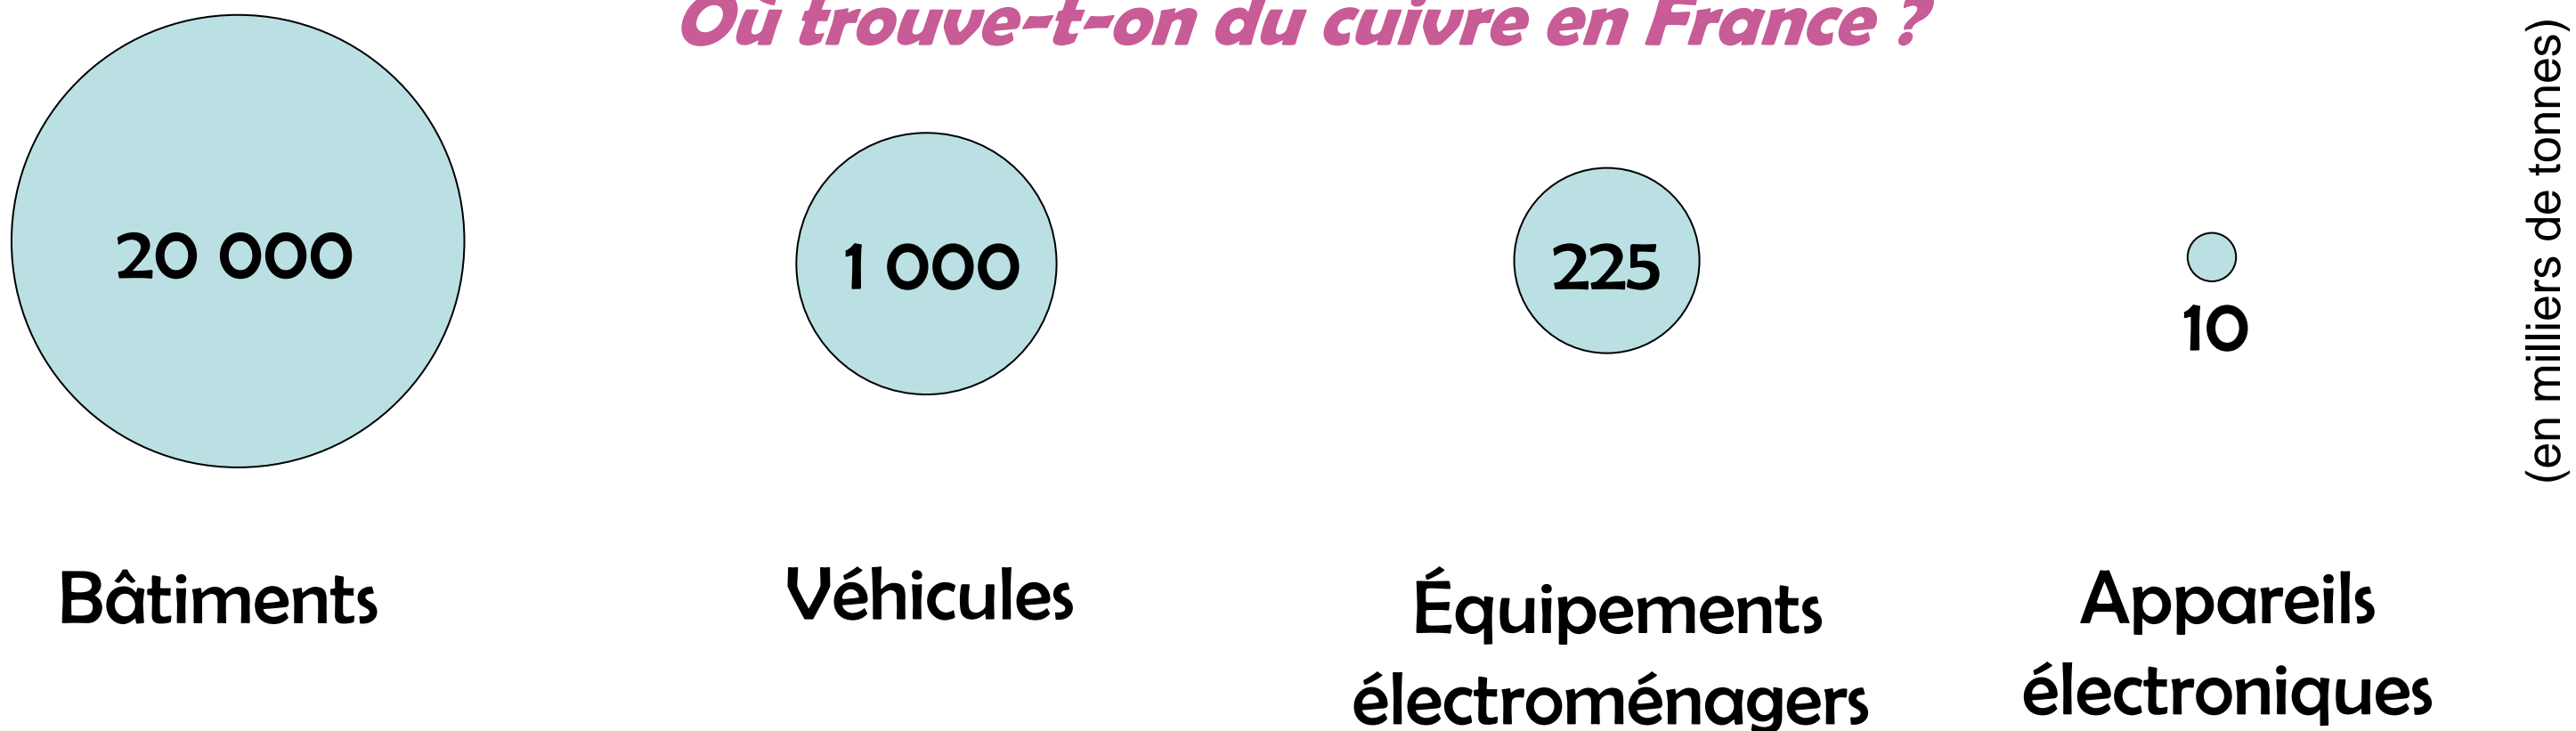 Où trouve-t-on du cuivre en France ?
20 000
1 000
225
10
(en milliers de tonnes)
Bâtiments
Véhicules
Équipements
électroménagers
Appareils
électroniques